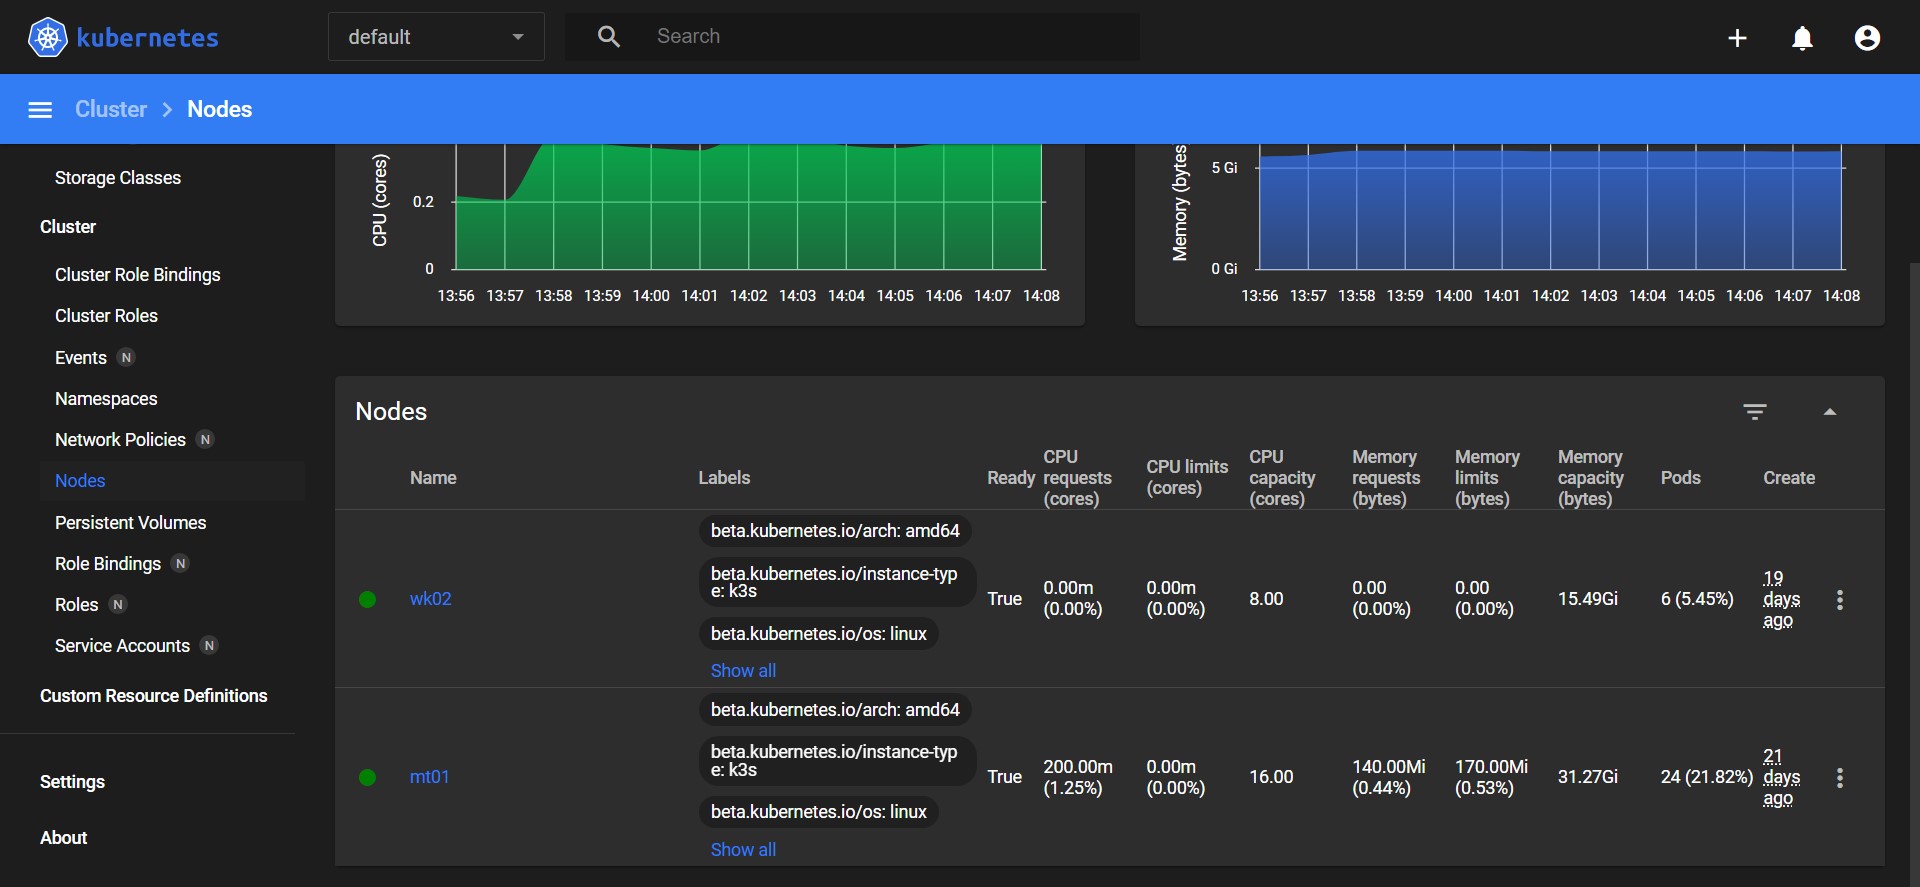 kubernetes
default
Search
Cluster > Nodes
Storage Classes
Cluster
Cluster Role Bindings
Cluster Roles
Events N
Namespaces
Network Policies N
Nodes
Persistent Volumes
Role Bindings N
Roles N
Service Accounts N
Custom Resource Definitions
Settings
About
CPU (cores)
0.2
0
13:56 13:57 13:58 13:59 14:00 14:01 14:02 14:03 14:04 14:05 14:06 14:07 14:08
Memory (bytes
5 Gi
0 Gi
13:56 13:57 13:58 13:59 14:00 14:01 14:02 14:03 14:04 14:05 14:06 14:07 14:08
Nodes
Name
Labels
Ready
CPU
requests
(cores)
CPU limits
(cores)
CPU
capacity
(cores)
Memory
requests
(bytes)
Memory
limits
(bytes)
Memory
capacity
(bytes)
Pods
Create
wk02
beta.kubernetes.io/arch: amd64
beta.kubernetes.io/instance-typ
e: k3s
beta.kubernetes.io/os: linux
Show all
True
0.00m
(0.00%)
0.00m
(0.00%)
8.00
0.00
(0.00%)
0.00
(0.00%)
15.49Gi
6 (5.45%)
19
days
ago
mt01
beta.kubernetes.io/arch: amd64
beta.kubernetes.io/instance-typ
e: k3s
beta.kubernetes.io/os: linux
Show all
True
200.00m
(1.25%)
0.00m
(0.00%)
16.00
140.00Mi
(0.44%)
170.00Mi
(0.53%)
31.27Gi
24 (21.82%)
21
days
ago